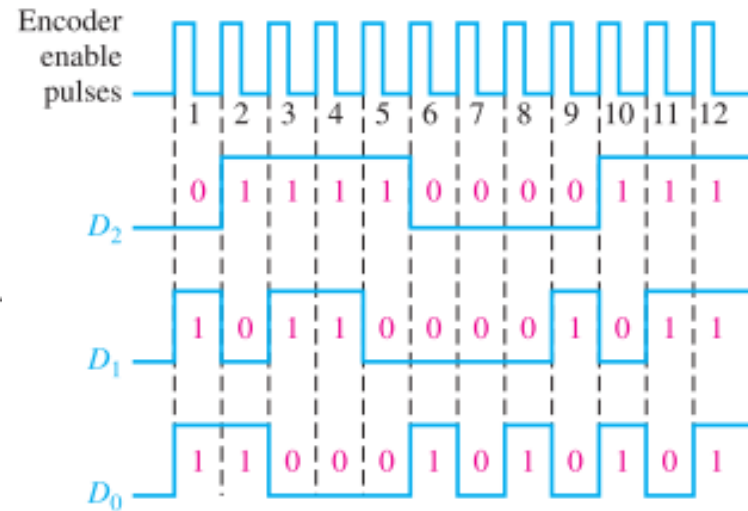 Encoder
enable
pulses
1 2 3 4 5 6 7 8 9 10 11 12
0 1 1 1 1 0 0 0 0 1 1 1
D2
1 0 1 1 0 0 0 0 1 0 1 1
D1
1 1 0 0 0 1 0 1 0 1 0 1
D0